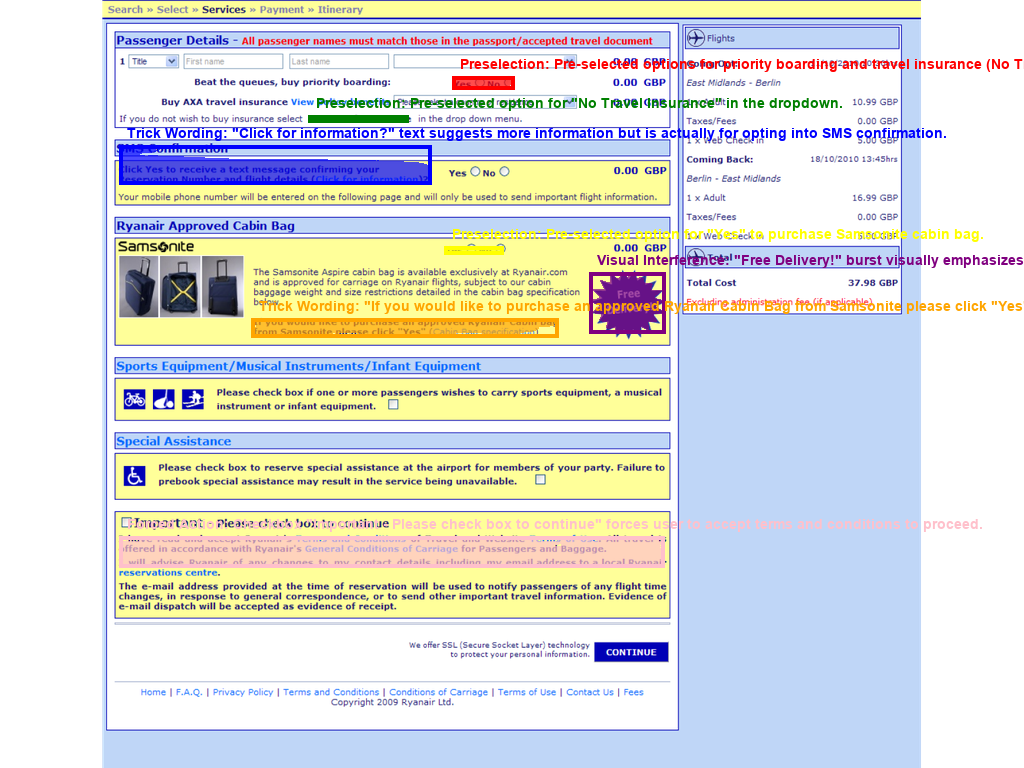 Search » Select » Services » Payment » Itinerary
Passenger Details - All passenger names must match those in the passport/accepted travel document
Flights
1 Title First name Last name 0.00 GBP
Preselection: Pre-selected options for priority boarding and travel insurance (No T
Beat the queues, buy priority boarding: 0.00 GBP
East Midlands - Berlin
Buy AXA travel insurance View Policy 0.00 GBP
Preselection: Pre-selected option for "No Travel Insurance" in the dropdown.
10.99 GBP
If you do not wish to buy insurance select in the drop down menu.
Taxes/Fees 0.00 GBP
Trick Wording: "Click for information?" text suggests more information but is actually for opting into SMS confirmation.
1 x Web Check in 5.00 GBP
SMS Confirmation
Coming Back: 18/10/2010 13:45hrs
Click Yes to receive a text message confirming your
Reservation Number and flight details (Click for information)?
Yes No 0.00 GBP
Berlin - East Midlands
Your mobile phone number will be entered on the following page and will only be used to send important flight information.
1 x Adult 16.99 GBP
Taxes/Fees 0.00 GBP
Ryanair Approved Cabin Bag
Preselection: Pre-selected option for "Yes" to purchase Samsonite cabin bag.
1 x Web Check in 5.00 GBP
Samsonite
0.00 GBP
Total
Visual Interference: "Free Delivery!" burst visually emphasizes
The Samsonite Aspire cabin bag is available exclusively at Ryanair.com
and is approved for carriage on Ryanair flights, subject to our cabin
baggage weight and size restrictions detailed in the cabin bag specification
below.
Free
Total Cost 37.98 GBP
Excluding administration fee (if applicable)
Trick Wording: "If you would like to purchase an approved Ryanair Cabin Bag from Samsonite please click "Yes"
If you would like to purchase an approved Ryanair Cabin bag
from Samsonite please click "Yes" (Cabin Bag specification)
Sports Equipment/Musical Instruments/Infant Equipment
Please check box if one or more passengers wishes to carry sports equipment, a musical
instrument or infant equipment.
Special Assistance
Please check box to reserve special assistance at the airport for members of your party. Failure to
prebook special assistance may result in the service being unavailable.
Important - Please check box to continue
Forced Action: Checkbox "Important - Please check box to continue" forces user to accept terms and conditions to proceed.
I have read and accept Ryanair's Terms and Conditions of Travel and Website Terms of Use. All travel is
offered in accordance with Ryanair's General Conditions of Carriage for Passengers and Baggage.
I will advise Ryanair of any changes to my contact details including my email address to a local Ryanair
reservations centre.
The e-mail address provided at the time of reservation will be used to notify passengers of any flight time
changes, in response to general correspondence, or to send other important travel information. Evidence of
e-mail dispatch will be accepted as evidence of receipt.
We offer SSL (Secure Socket Layer) technology
to protect your personal information.
CONTINUE
Home | F.A.Q. | Privacy Policy | Terms and Conditions | Conditions of Carriage | Terms of Use | Contact Us | Fees
Copyright 2009 Ryanair Ltd.